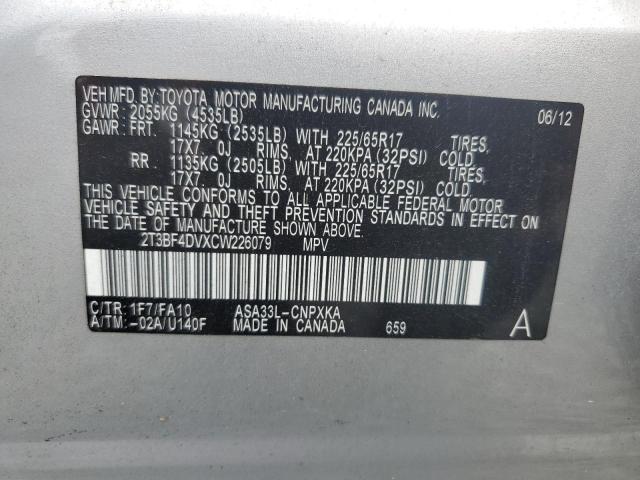 VEH MFD BY:TOYOTA MOTOR MANUFACTURING CANADA INC.
GVWR: 2055KG (4535LB) 06/12
GAWR: FRT. 1145KG (2535LB) WITH 225/65R17 TIRES,
17X7. 0J RIMS, AT 220KPA (32PSI) COLD
RR 1135KG (2505LB) WITH 225/65R17 TIRES,
17X7. 0J RIMS, AT 220KPA (32PSI) COLD.
THIS VEHICLE CONFORMS TO ALL APPLICABLE FEDERAL MOTOR
VEHICLE SAFETY AND THEFT PREVENTION STANDARDS IN EFFECT ON
THE DATE OF MANUFACTURE SHOWN ABOVE.
2T3BF4DVXCW226079 MPV
C/TR: 1F7/FA10 ASA33L-CNPXKA
A/TM: -02A/U140F MADE IN CANADA 659 A